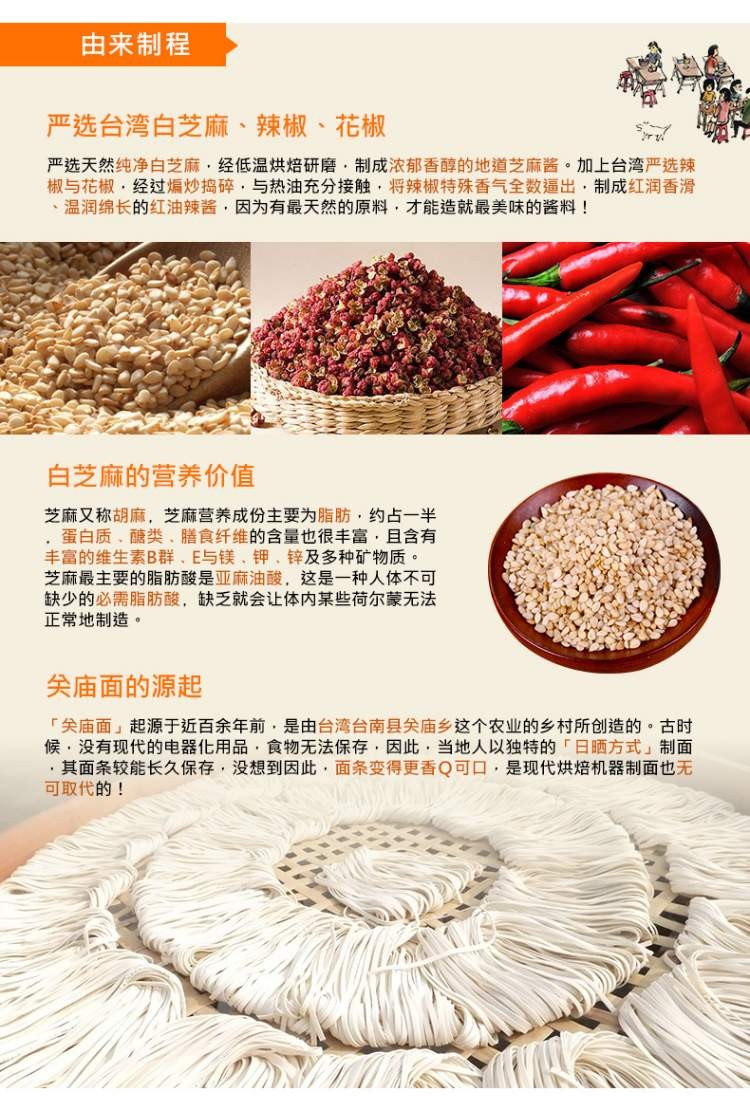 由来制程
严选台湾白芝麻、辣椒、花椒
严选天然纯净白芝麻，经低温烘焙研磨，制成浓郁香醇的地道芝麻酱。加上台湾严选辣
椒与花椒，经过煸炒捣碎，与热油充分接触，将辣椒特殊香气全数逼出，制成红润香滑
、温润绵长的红油辣酱，因为有最天然的原料，才能造就最美味的酱料！
白芝麻的营养价值
芝麻又称胡麻，芝麻营养成份主要为脂肪，约占一半
，蛋白质、醣类、膳食纤维的含量也很丰富，且含有
丰富的维生素B群、E与镁、钾、锌及多种矿物质。
芝麻最主要的脂肪酸是亚麻油酸，这是一种人体不可
缺少的必需脂肪酸，缺乏就会让体内某些荷尔蒙无法
正常地制造。
关庙面的源起
「关庙面」起源于近百余年前，是由台湾台南县关庙乡这个农业的乡村所创造的。古时
候，没有现代的电器化用品，食物无法保存，因此，当地人以独特的「日晒方式」制面
，其面条较能长久保存，没想到因此，面条变得更香Q可口，是现代烘焙机器制面也无
可取代的！